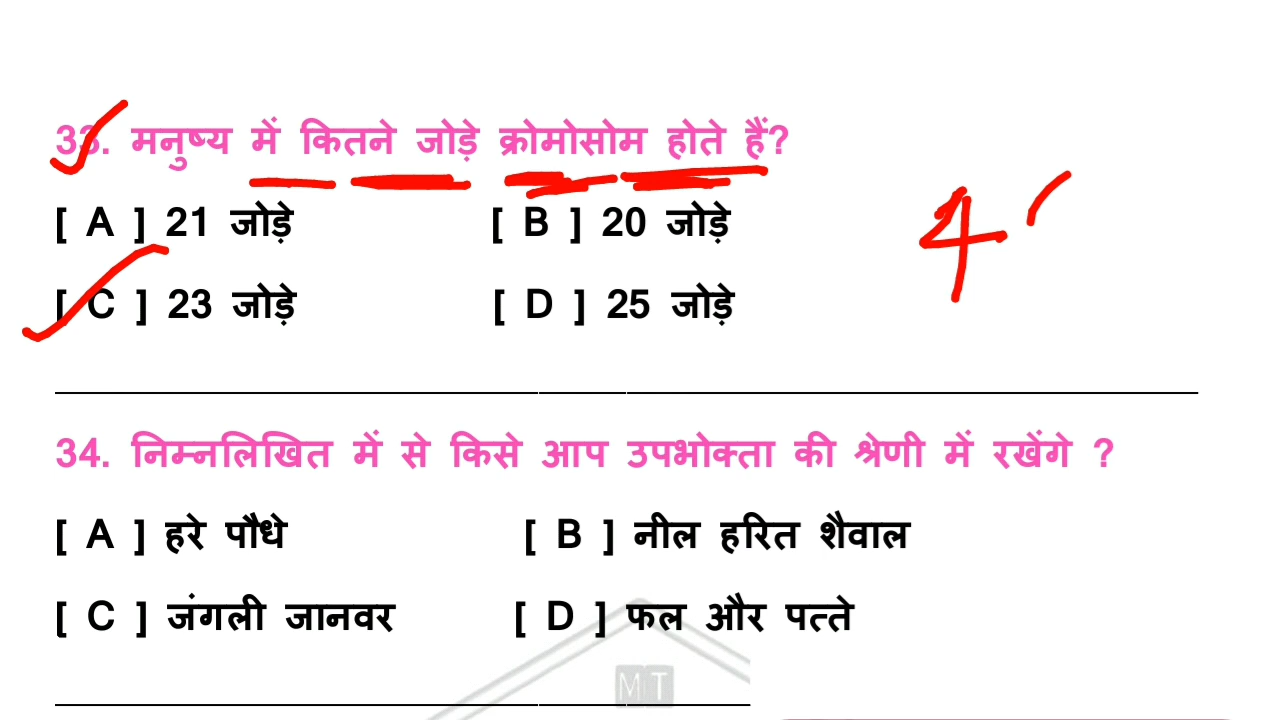 33. मनुष्य में कितने जोड़े क्रोमोसोम होते हैं?
[ A ] 21 जोड़े [ B ] 20 जोड़े
4
[ C ] 23 जोड़े [ D ] 25 जोड़े
34. निम्नलिखित में से किसे आप उपभोक्ता की श्रेणी में रखेंगे ?
[ A ] हरे पौधे [ B ] नील हरित शैवाल
[ C ] जंगली जानवर [ D ] फल और पत्ते
MT